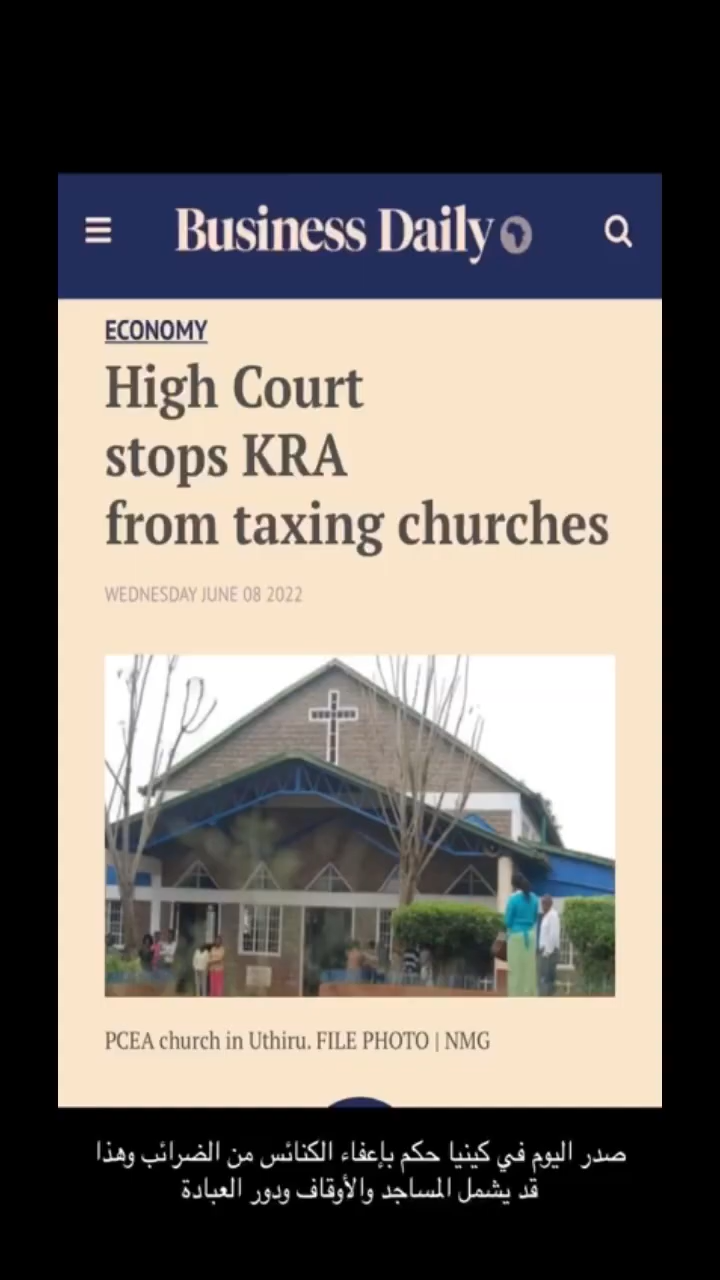 Business Daily
ECONOMY
High Court
stops KRA
from taxing churches
WEDNESDAY JUNE 08 2022
PCEA church in Uthiru. FILE PHOTO | NMG
صدر اليوم في كينيا حكم بإعفاء الكنائس من الضرائب وهذا
قد يشمل المساجد والأوقاف ودور العبادة